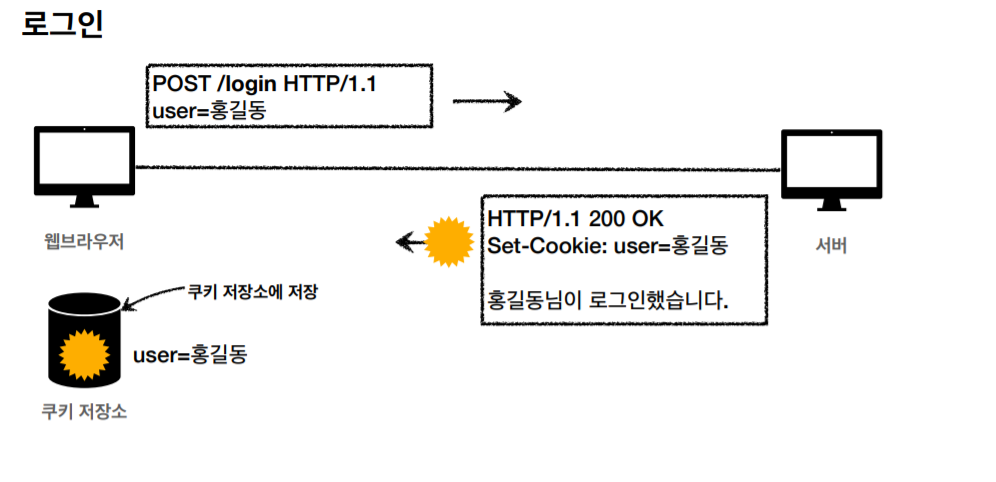 로그인
POST /login HTTP/1.1
user=홍길동
웹브라우저
HTTP/1.1 200 OK
Set-Cookie: user=홍길동
홍길동님이 로그인했습니다.
서버
쿠키 저장소에 저장
user=홍길동
쿠키 저장소